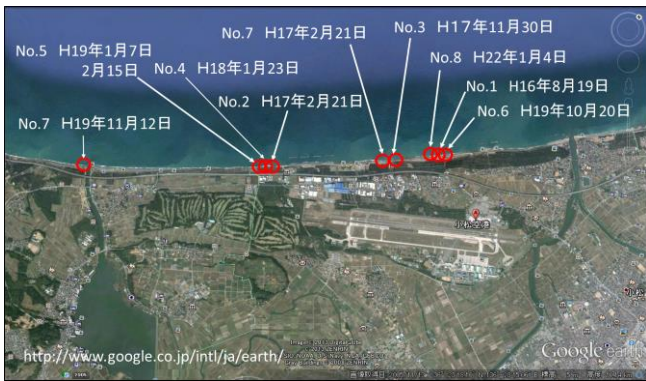 No.7 H17年2月21日
No.3 H17年11月30日
No.5 H19年1月7日
2月15日
No.4 H18年1月23日
No.8 H22年1月4日
No.1 H16年8月19日
No.2 H17年2月21日
No.6 H19年10月20日
No.7 H19年11月12日
小松空港
小松
http://www.google.co.jp/intl/ja/earth/
Google earth